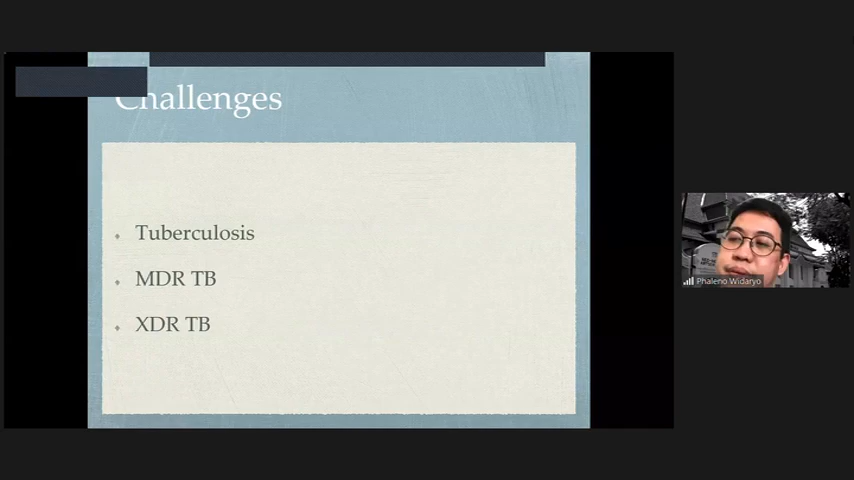 Challenges
Tuberculosis
MDR TB
XDR TB
Phaleno Widaryo